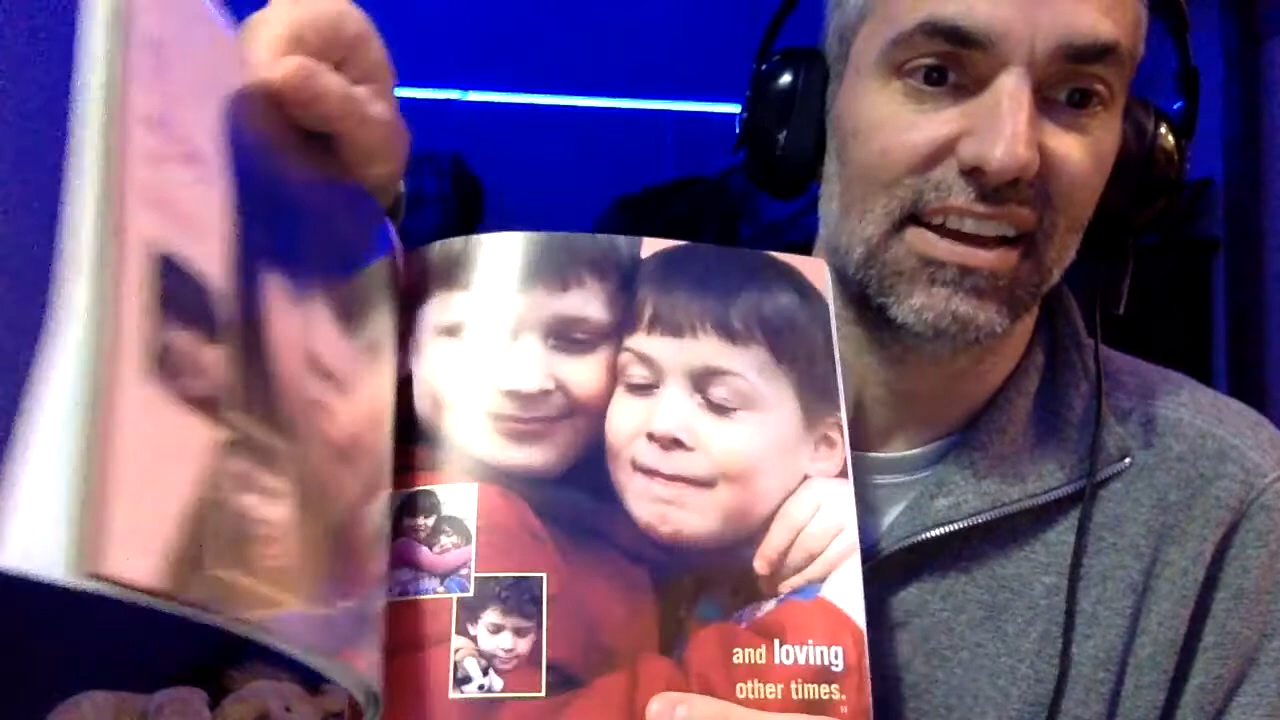 and loving
other times.
"